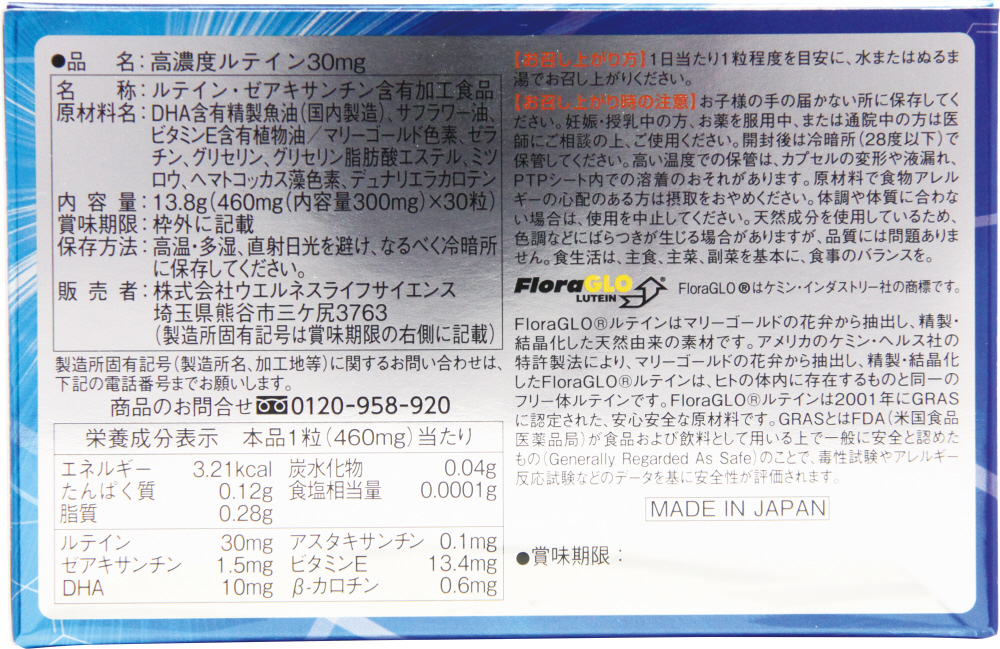 ●品　名：高濃度ルテイン30mg
名　称：ルテイン・ゼアキサンチン含有加工食品
原材料名：DHA含有精製魚油(国内製造)、サフラワー油、
ビタミンE含有植物油／マリーゴールド色素、ゼラ
チン、グリセリン、グリセリン脂肪酸エステル、ミツ
ロウ、ヘマトコッカス藻色素、デュナリエラカロテン
内 容 量：13.8g(460mg(内容量300mg)×30粒)
賞味期限：枠外に記載
保存方法：高温・多湿、直射日光を避け、なるべく冷暗所
に保存してください。
販 売 者：株式会社ウエルネスライフサイエンス
埼玉県熊谷市三ケ尻3763
(製造所固有記号は賞味期限の右側に記載)
製造所固有記号(製造所名、加工地等)に関するお問い合わせは、
下記の電話番号までお願いします。
商品のお問合せ 0120-958-920
栄養成分表示　本品1粒(460mg)当たり
エネルギー 3.21kcal 炭水化物 0.04g
たんぱく質 0.12g 食塩相当量 0.0001g
脂質 0.28g
ルテイン 30mg アスタキサンチン 0.1mg
ゼアキサンチン 1.5mg ビタミンE 13.4mg
DHA 10mg β-カロチン 0.6mg
【お召し上がり方】1日当たり1粒程度を目安に、水またはぬるま
湯でお召し上がりください。
【お召し上がり時の注意】お子様の手の届かない所に保存してく
ださい。妊娠・授乳中の方、お薬を服用中、または通院中の方は医
師にご相談の上、ご使用ください。開封後は冷暗所(28度以下)で
保管してください。高い温度での保管は、カプセルの変形や液漏れ、
PTPシート内での溶着のおそれがあります。原材料で食物アレル
ギーの心配のある方は摂取をおやめください。体調や体質に合わな
い場合は、使用を中止してください。天然成分を使用しているため、
色調などにばらつきが生じる場合がありますが、品質には問題ありま
せん。食生活は、主食、主菜、副菜を基本に、食事のバランスを。
FloraGLO LUTEIN FloraGLO®はケミン・インダストリー社の商標です。
FloraGLO®ルテインはマリーゴールドの花弁から抽出し、精製・
結晶化した天然由来の素材です。アメリカのケミン・ヘルス社の
特許製法により、マリーゴールドの花弁から抽出し、精製・結晶化
したFloraGLO®ルテインは、ヒトの体内に存在するものと同一の
フリー体ルテインです。FloraGLO®ルテインは2001年にGRAS
に認定された、安心安全な原材料です。GRASとはFDA(米国食品
医薬品局)が食品および飲料として用いる上で一般に安全と認めた
もの(Generally Regarded As Safe)のことで、毒性試験やアレルギー
反応試験などのデータを基に安全性が評価されます。
MADE IN JAPAN
●賞味期限：